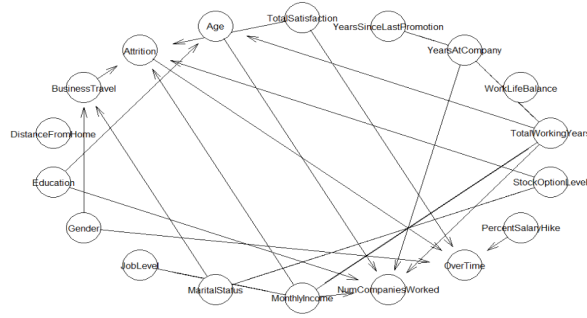 TotalSatisfaction
Age
YearsSinceLastPromotion
Attrition
YearsAtCompany
BusinessTravel
WorkLifeBalance
DistanceFromHome
TotalWorkingYears
Education
StockOptionLevel
Gender
PercentSalaryHike
JobLevel
OverTime
MaritalStatus
MonthlyIncome
NumCompaniesWorked